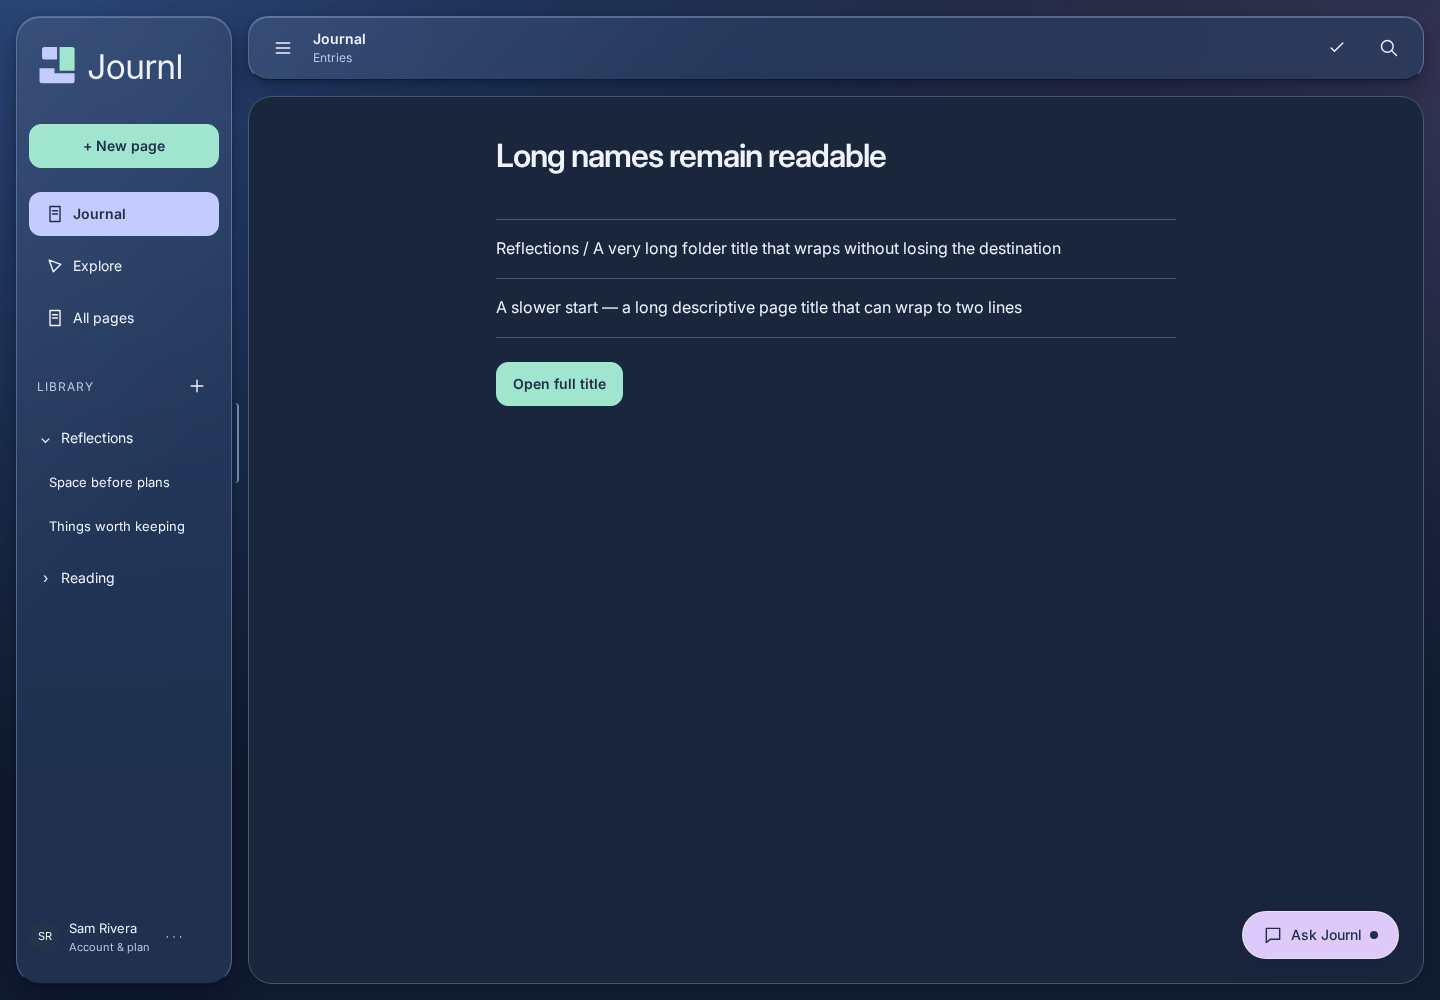 Journl
+ New page
Journal
Explore
All pages
LIBRARY
Reflections
Space before plans
Things worth keeping
Reading
SR
Sam Rivera
Account & plan
Journal
Entries
Long names remain readable
Reflections / A very long folder title that wraps without losing the destination
A slower start — a long descriptive page title that can wrap to two lines
Open full title
Ask Journl